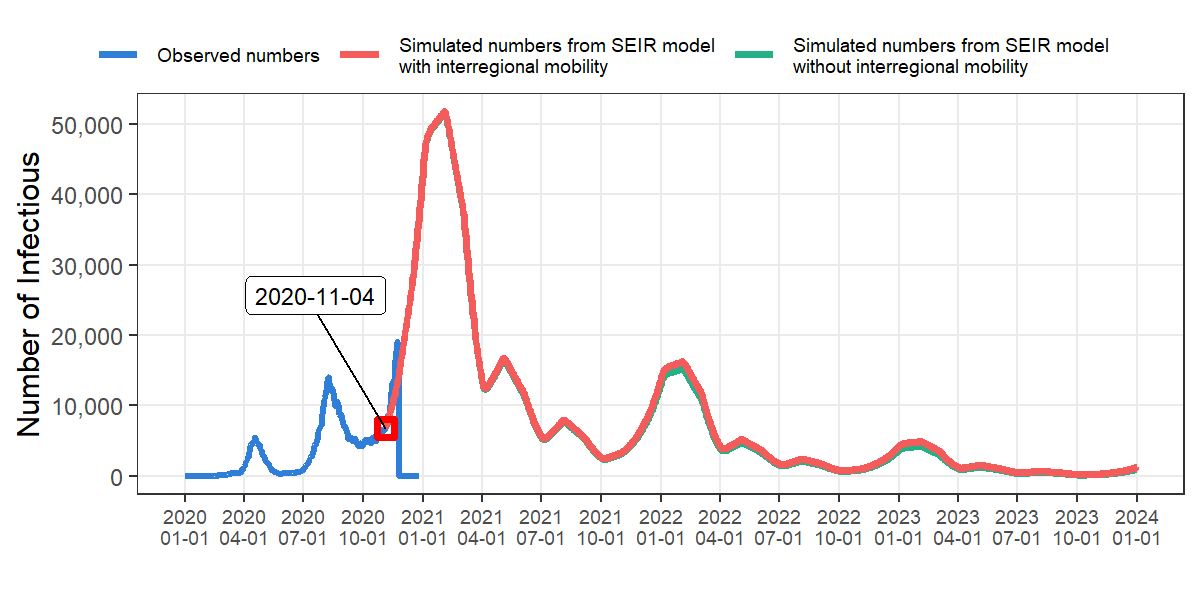 Observed numbers
Simulated numbers from SEIR model
with interregional mobility
Simulated numbers from SEIR model
without interregional mobility
Number of Infectious
50,000
40,000
30,000
20,000
10,000
0
2020-11-04
2020 2020 2020 2020 2021 2021 2021 2021 2022 2022 2022 2022 2023 2023 2023 2023 2024
01-01 04-01 07-01 10-01 01-01 04-01 07-01 10-01 01-01 04-01 07-01 10-01 01-01 04-01 07-01 10-01 01-01